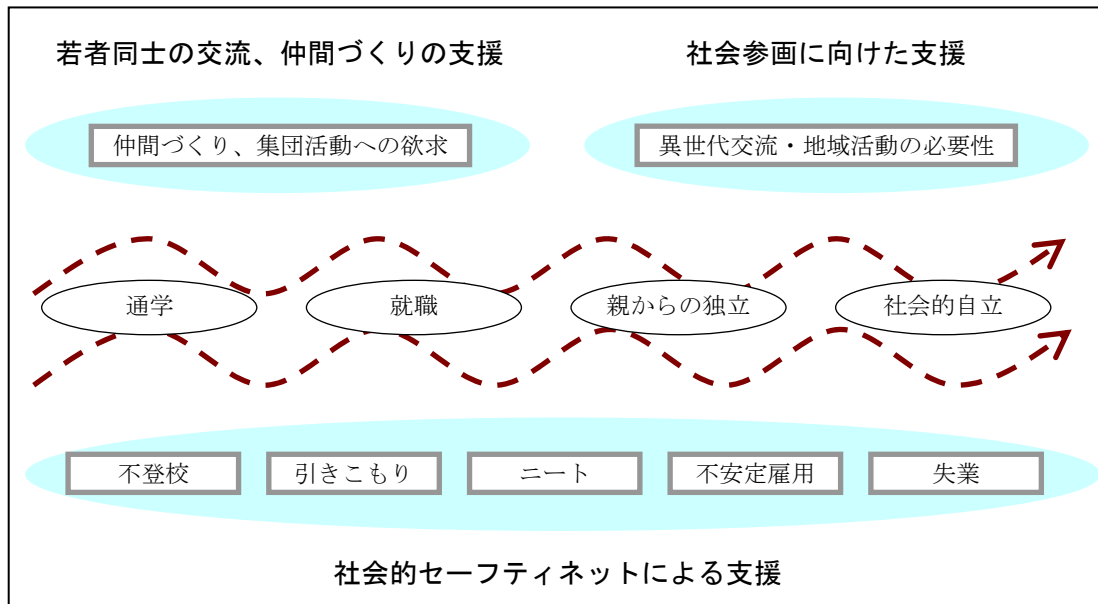 若者同士の交流、仲間づくりの支援
社会参画に向けた支援
仲間づくり、集団活動への欲求
異世代交流・地域活動の必要性
通学
就職
親からの独立
社会的自立
不登校
引きこもり
ニート
不安定雇用
失業
社会的セーフティネットによる支援